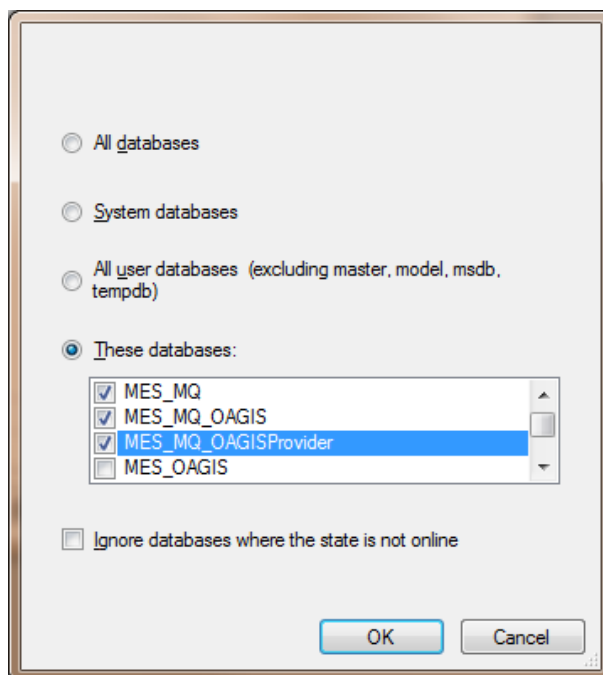 All databases
System databases
All user databases (excluding master, model, msdb,
tempdb)
These databases:
MES_MQ
MES_MQ_OAGIS
MES_MQ_OAGISProvider
MES_OAGIS
Ignore databases where the state is not online
OK Cancel